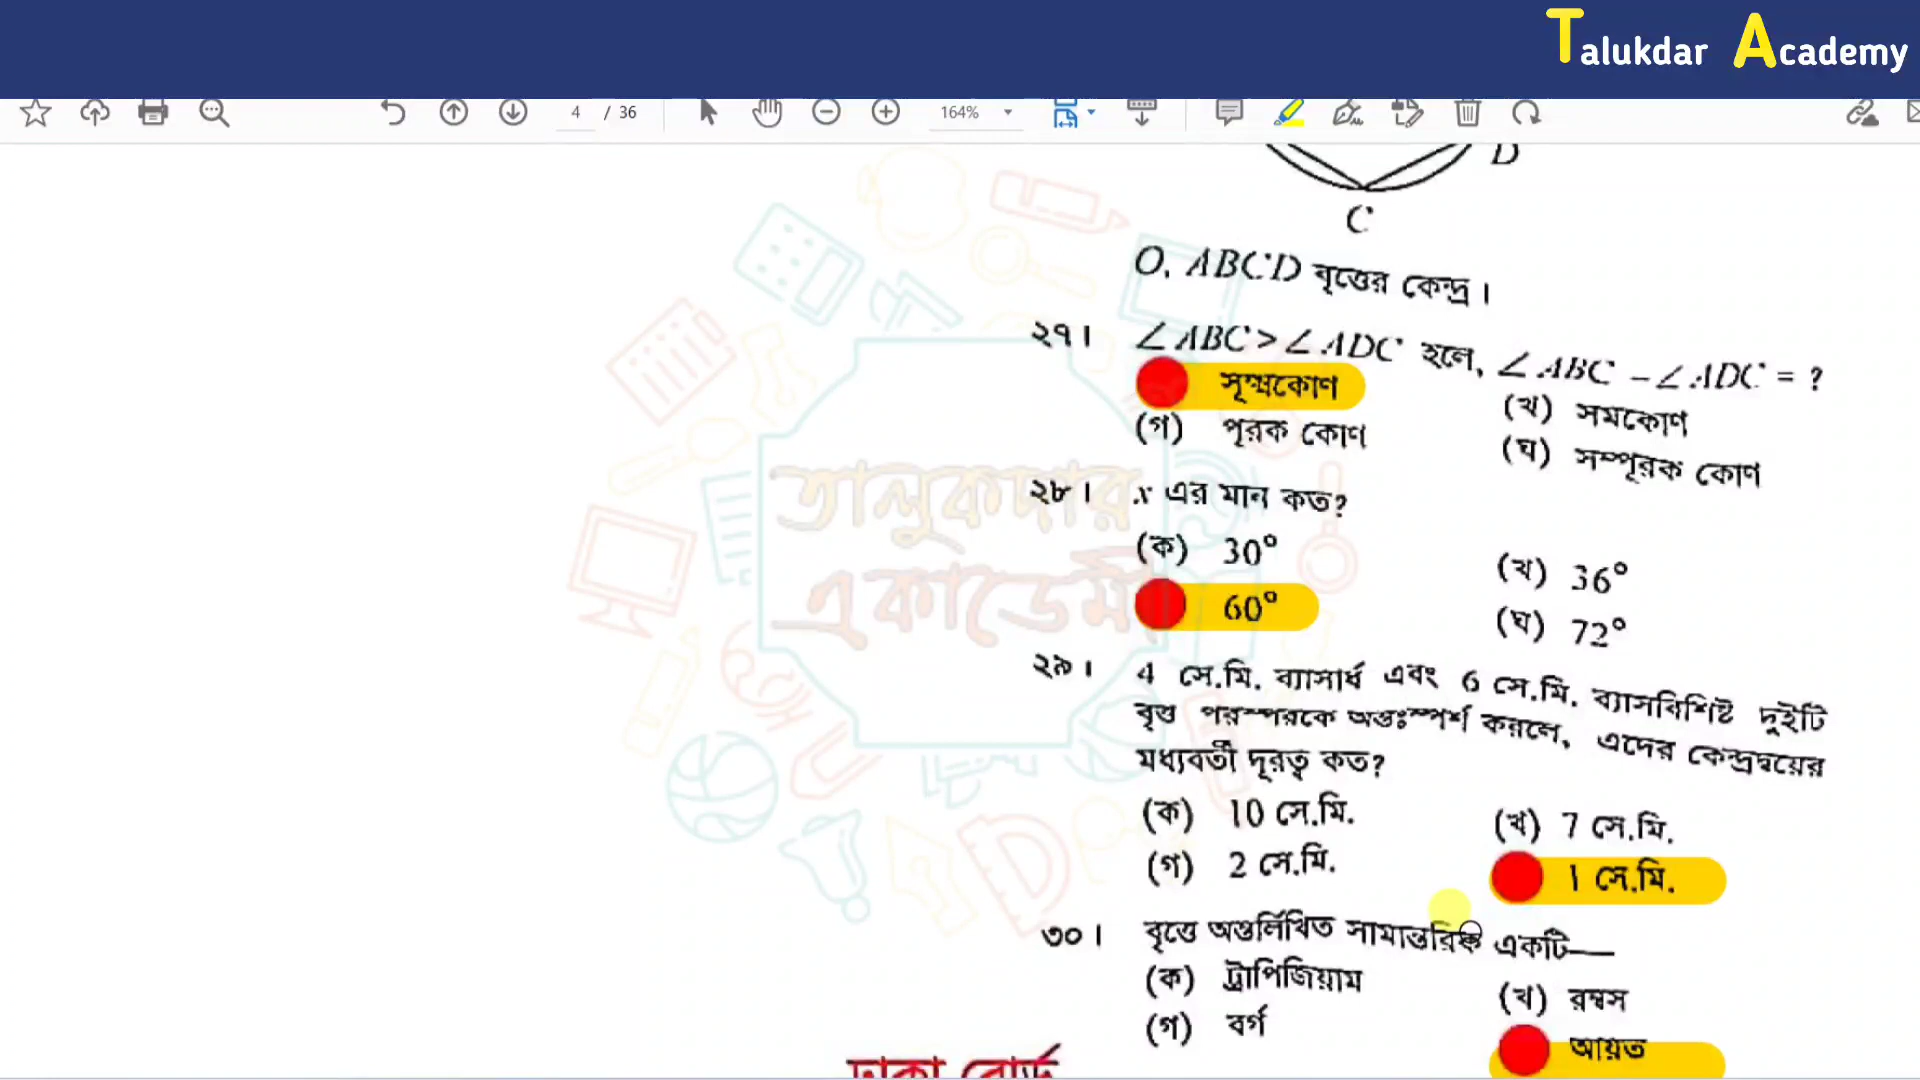 Talukdar Academy
4 / 36
164%
D
C
O, ABCD বৃত্তের কেন্দ্র।
২৭। ∠ABC > ∠ADC হলে, ∠ABC – ∠ADC = ?
সূক্ষ্মকোণ
(খ) সমকোণ
(গ) পূরক কোণ
(ঘ) সম্পূরক কোণ
২৮। x এর মান কত?
(ক) 30°
(খ) 36°
60°
(ঘ) 72°
২৯। 4 সে.মি. ব্যাসার্ধ এবং 6 সে.মি. ব্যাসবিশিষ্ট দুইটি
বৃত্ত পরস্পরকে অন্তঃস্পর্শ করলে, এদের কেন্দ্রদ্বয়ের
মধ্যবর্তী দূরত্ব কত?
(ক) 10 সে.মি.
(খ) 7 সে.মি.
(গ) 2 সে.মি.
1 সে.মি.
৩০। বৃত্তে অন্তর্লিখিত সামান্তরিক একটি—
(ক) ট্রাপিজিয়াম
(খ) রম্বস
(গ) বর্গ
আয়ত
ঢাকা বোর্ড
তালুকদার
একাডেমী